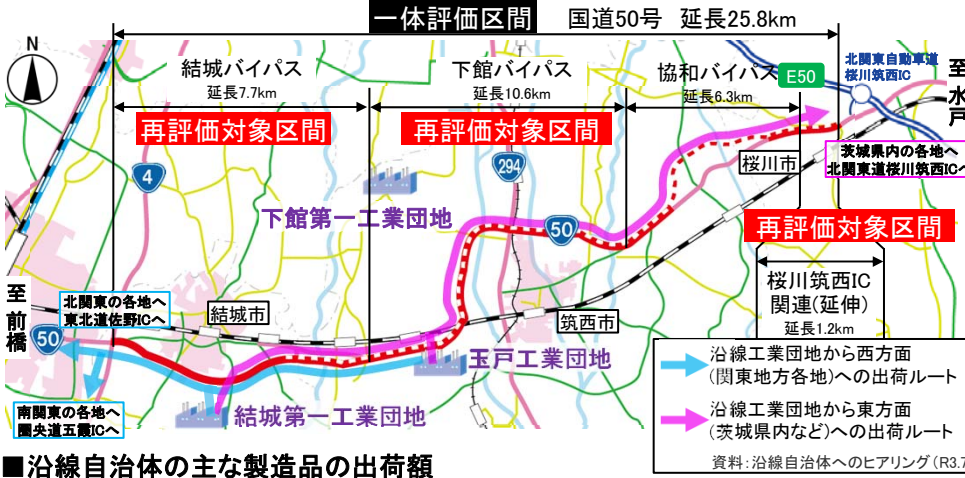 一体評価区間 国道50号 延長25.8km
N
結城バイパス
延長7.7km
下館バイパス
延長10.6km
協和バイパス
延長6.3km
E50
北関東自動車道
桜川筑西IC
至水戸
再評価対象区間
再評価対象区間
4
294
下館第一工業団地
50
桜川市
茨城県内の各地へ
北関東道桜川筑西ICへ
再評価対象区間
桜川筑西IC
関連(延伸)
延長1.2km
至前橋
50
北関東の各地へ
東北道佐野ICへ
結城市
筑西市
玉戸工業団地
結城第一工業団地
南関東の各地へ
圏央道五霞ICへ
沿線工業団地から西方面
(関東地方各地)への出荷ルート
沿線工業団地から東方面
(茨城県内など)への出荷ルート
資料:沿線自治体へのヒアリング(R3.7
■沿線自治体の主な製造品の出荷額